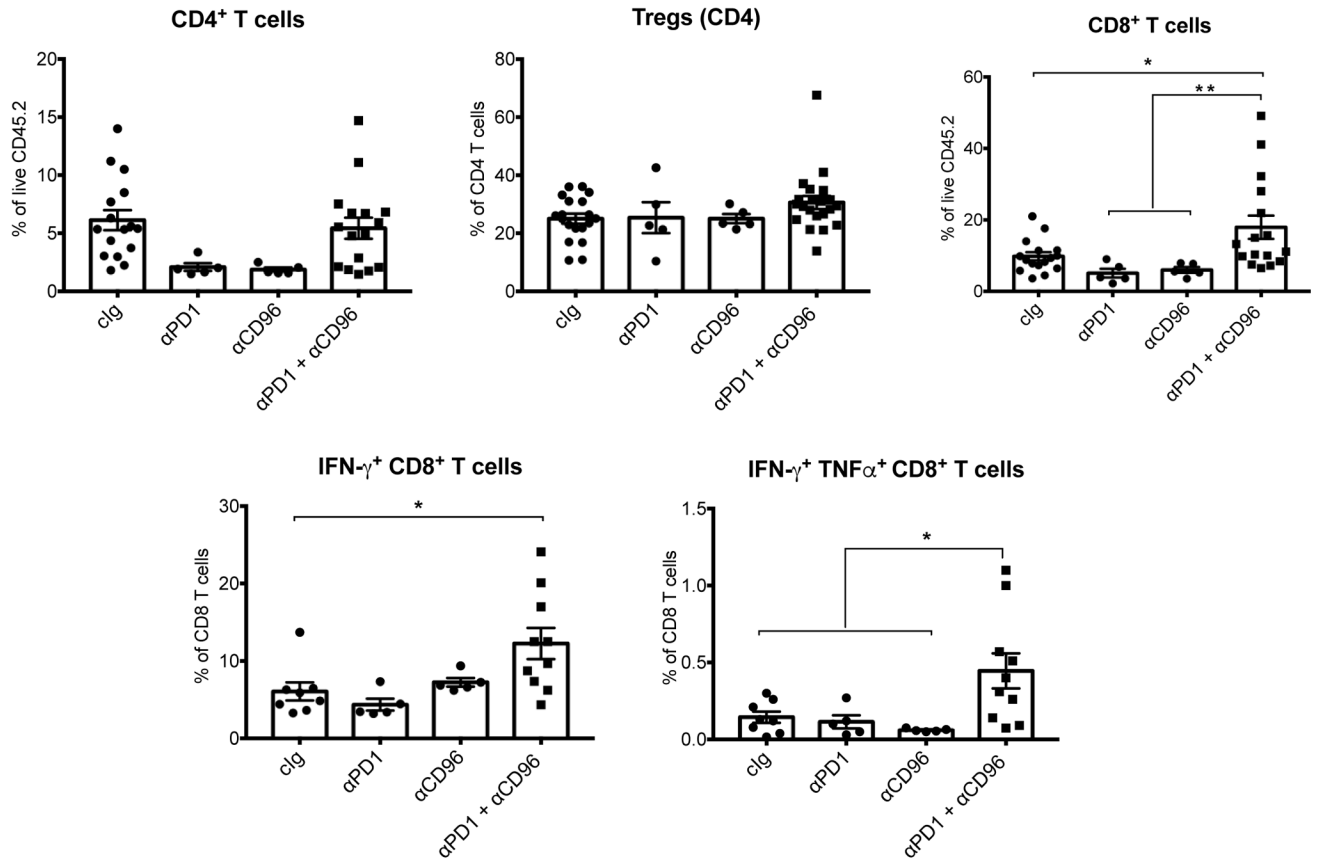 CD4⁺ T cells
% of live CD45.2
20
15
10
5
0
cIg
αPD1
αCD96
αPD1 + αCD96
Tregs (CD4)
% of CD4 T cells
80
60
40
20
0
cIg
αPD1
αCD96
αPD1 + αCD96
CD8⁺ T cells
% of live CD45.2
60
40
20
0
*
**
cIg
αPD1
αCD96
αPD1 + αCD96
IFN-γ⁺ CD8⁺ T cells
% of CD8 T cells
30
20
10
0
*
cIg
αPD1
αCD96
αPD1 + αCD96
IFN-γ⁺ TNFα⁺ CD8⁺ T cells
% of CD8 T cells
1.5
1.0
0.5
0.0
*
cIg
αPD1
αCD96
αPD1 + αCD96